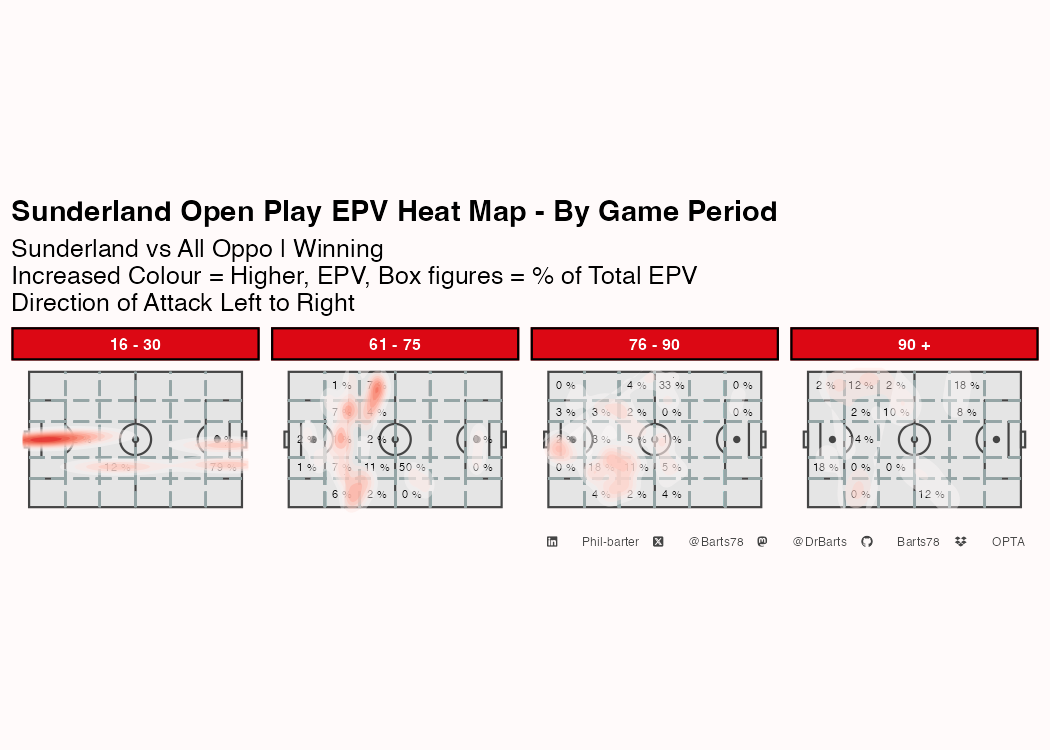 Sunderland Open Play EPV Heat Map - By Game Period
Sunderland vs All Oppo | Winning
Increased Colour = Higher, EPV, Box figures = % of Total EPV
Direction of Attack Left to Right
16 - 30
12 %
79 %
61 - 75
1 %
4 %
2 %
2 %
1 % 7 % 11 % 50 % 0 %
6 % 2 % 0 %
76 - 90
0 % 4 % 33 % 0 %
3 % 3 % 2 % 0 % 0 %
3 % 5 % 1 %
0 % 18 % 11 % 5 %
4 % 2 % 4 %
90 +
2 % 12 % 2 % 18 %
2 % 10 % 8 %
18 % 0 % 0 %
0 % 12 %
Phil-barter @Barts78 @DrBarts Barts78 OPTA